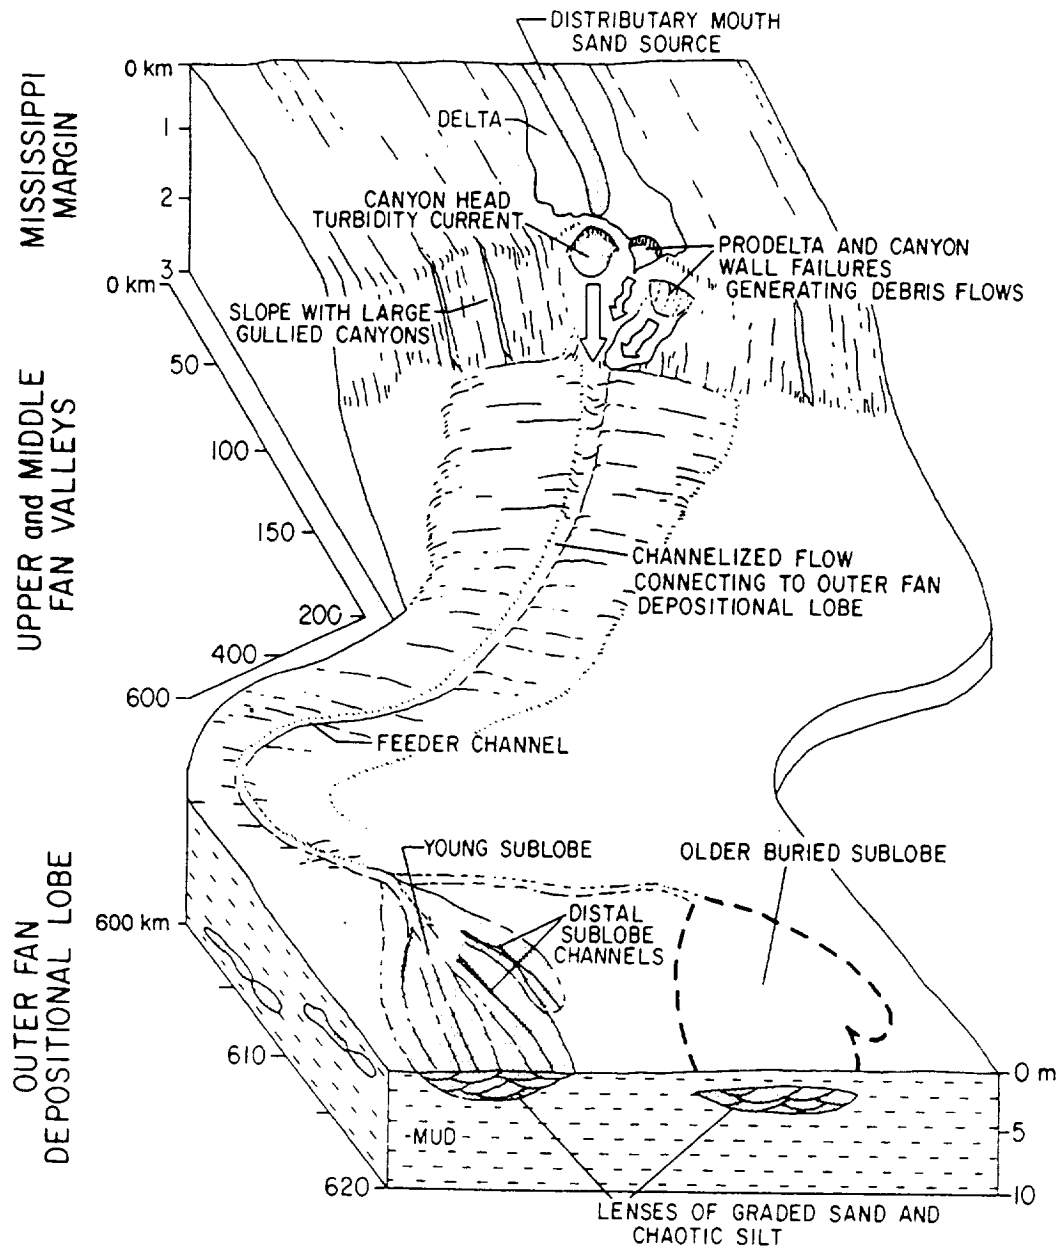 DISTRIBUTARY MOUTH
SAND SOURCE
MISSISSIPPI
MARGIN
0 km
1
2
3
DELTA
CANYON HEAD
TURBIDITY CURRENT
PRODELTA AND CANYON
WALL FAILURES
GENERATING DEBRIS FLOWS
SLOPE WITH LARGE
GULLIED CANYONS
UPPER and MIDDLE
FAN VALLEYS
0 km
50
100
150
200
400
600
CHANNELIZED FLOW
CONNECTING TO OUTER FAN
DEPOSITIONAL LOBE
FEEDER CHANNEL
OUTER FAN
DEPOSITIONAL LOBE
YOUNG SUBLOBE
OLDER BURIED SUBLOBE
DISTAL
SUBLOBE
CHANNELS
600 km
610
620
MUD
0 m
5
10
LENSES OF GRADED SAND AND
CHAOTIC SILT